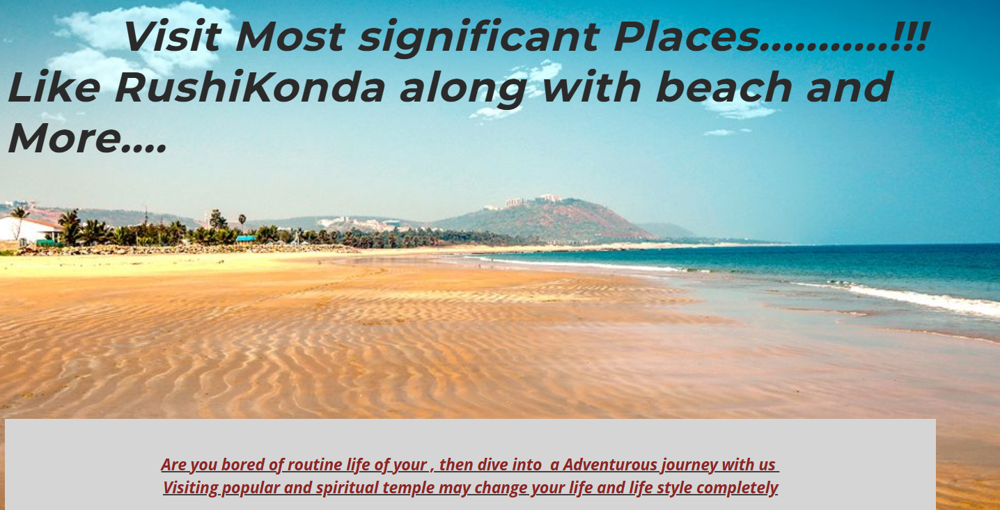 Visit Most significant Places...........!!!
Like RushiKonda along with beach and
More....
Are you bored of routine life of your , then dive into  a Adventurous journey with us
Visiting popular and spiritual temple may change your life and life style completely